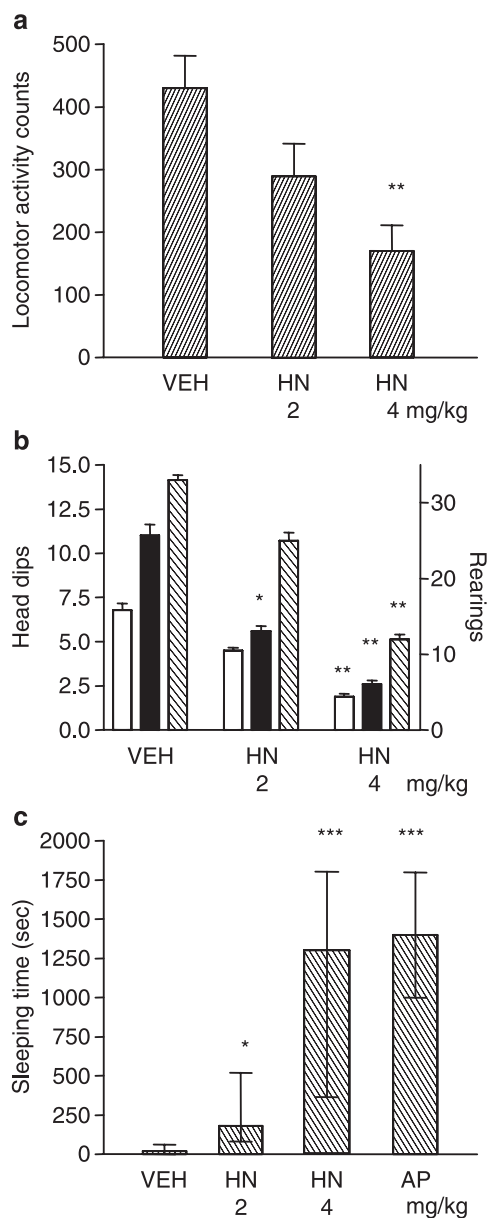 a
500
400
300
200
100
0
Locomotor activity counts
**
VEH HN HN
2 4 mg/kg
b
15.0
12.5
10.0
7.5
5.0
2.5
0.0
Head dips
30
20
10
0
Rearings
*
** ** **
VEH HN HN
2 4 mg/kg
c
2000
1750
1500
1250
1000
750
500
250
0
Sleeping time (sec)
*
*** ***
VEH HN HN AP
2 4 mg/kg